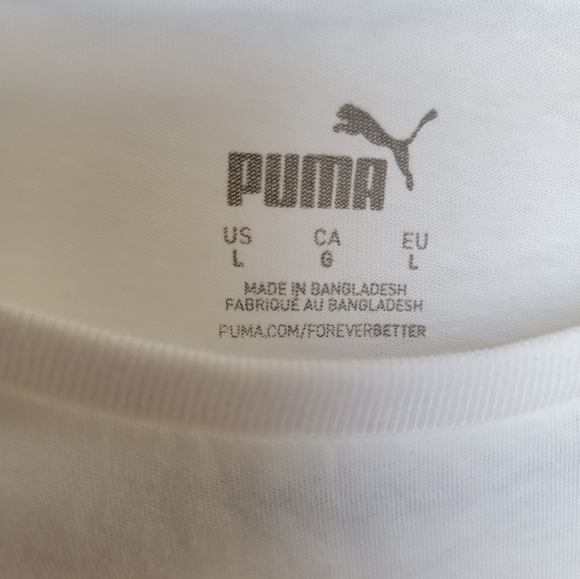 PUMA
US CA EU
L G L
MADE IN BANGLADESH
FABRIQUÉ AU BANGLADESH
PUMA.COM/FOREVERBETTER